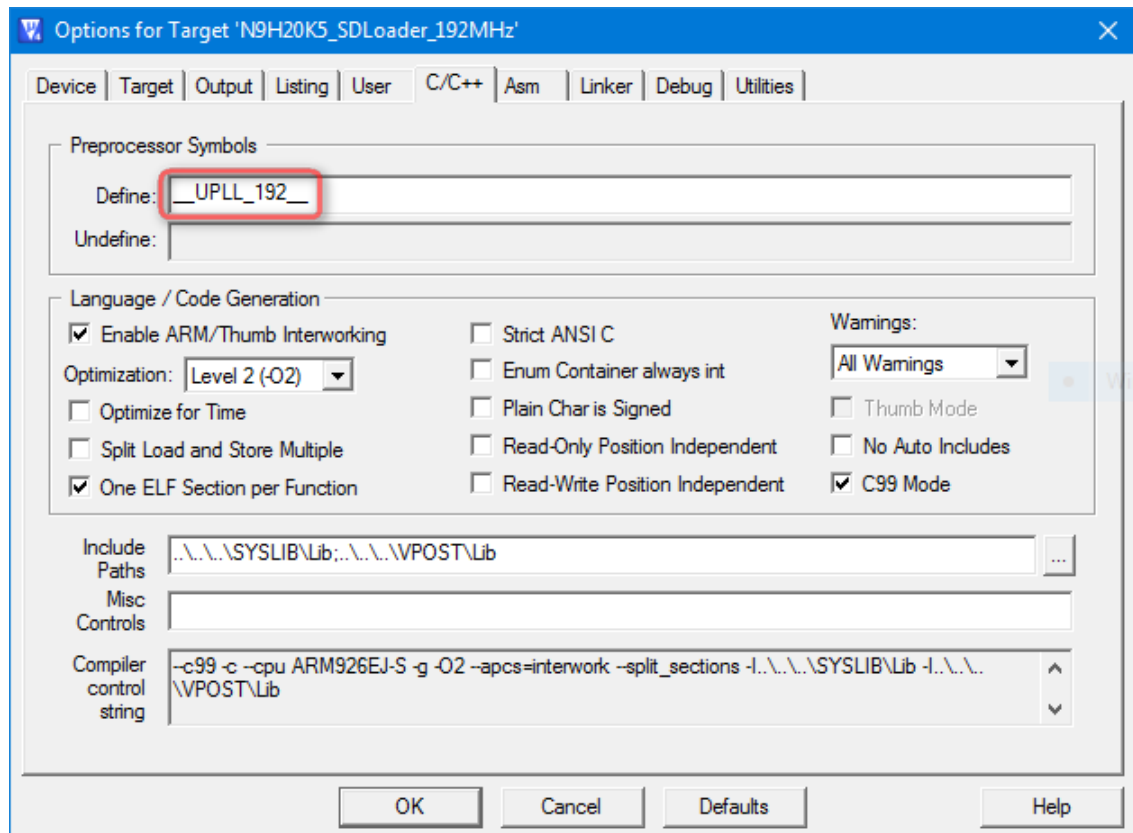 Options for Target 'N9H20K5_SDLoader_192MHz'
Device Target Output Listing User C/C++ Asm Linker Debug Utilities
Preprocessor Symbols
Define: __UPLL_192__
Undefine:
Language / Code Generation
Enable ARM/Thumb Interworking
Optimization: Level 2 (-O2)
Optimize for Time
Split Load and Store Multiple
One ELF Section per Function
Strict ANSI C
Enum Container always int
Plain Char is Signed
Read-Only Position Independent
Read-Write Position Independent
Warnings:
All Warnings
Thumb Mode
No Auto Includes
C99 Mode
Include
Paths
..\..\..\SYSLIB\Lib;..\..\..\VPOST\Lib
...
Misc
Controls
Compiler
control
string
--c99 -c --cpu ARM926EJ-S -g -O2 --apcs=interwork --split_sections -I..\..\..\SYSLIB\Lib -I..\..\..
\VPOST\Lib
OK Cancel Defaults Help